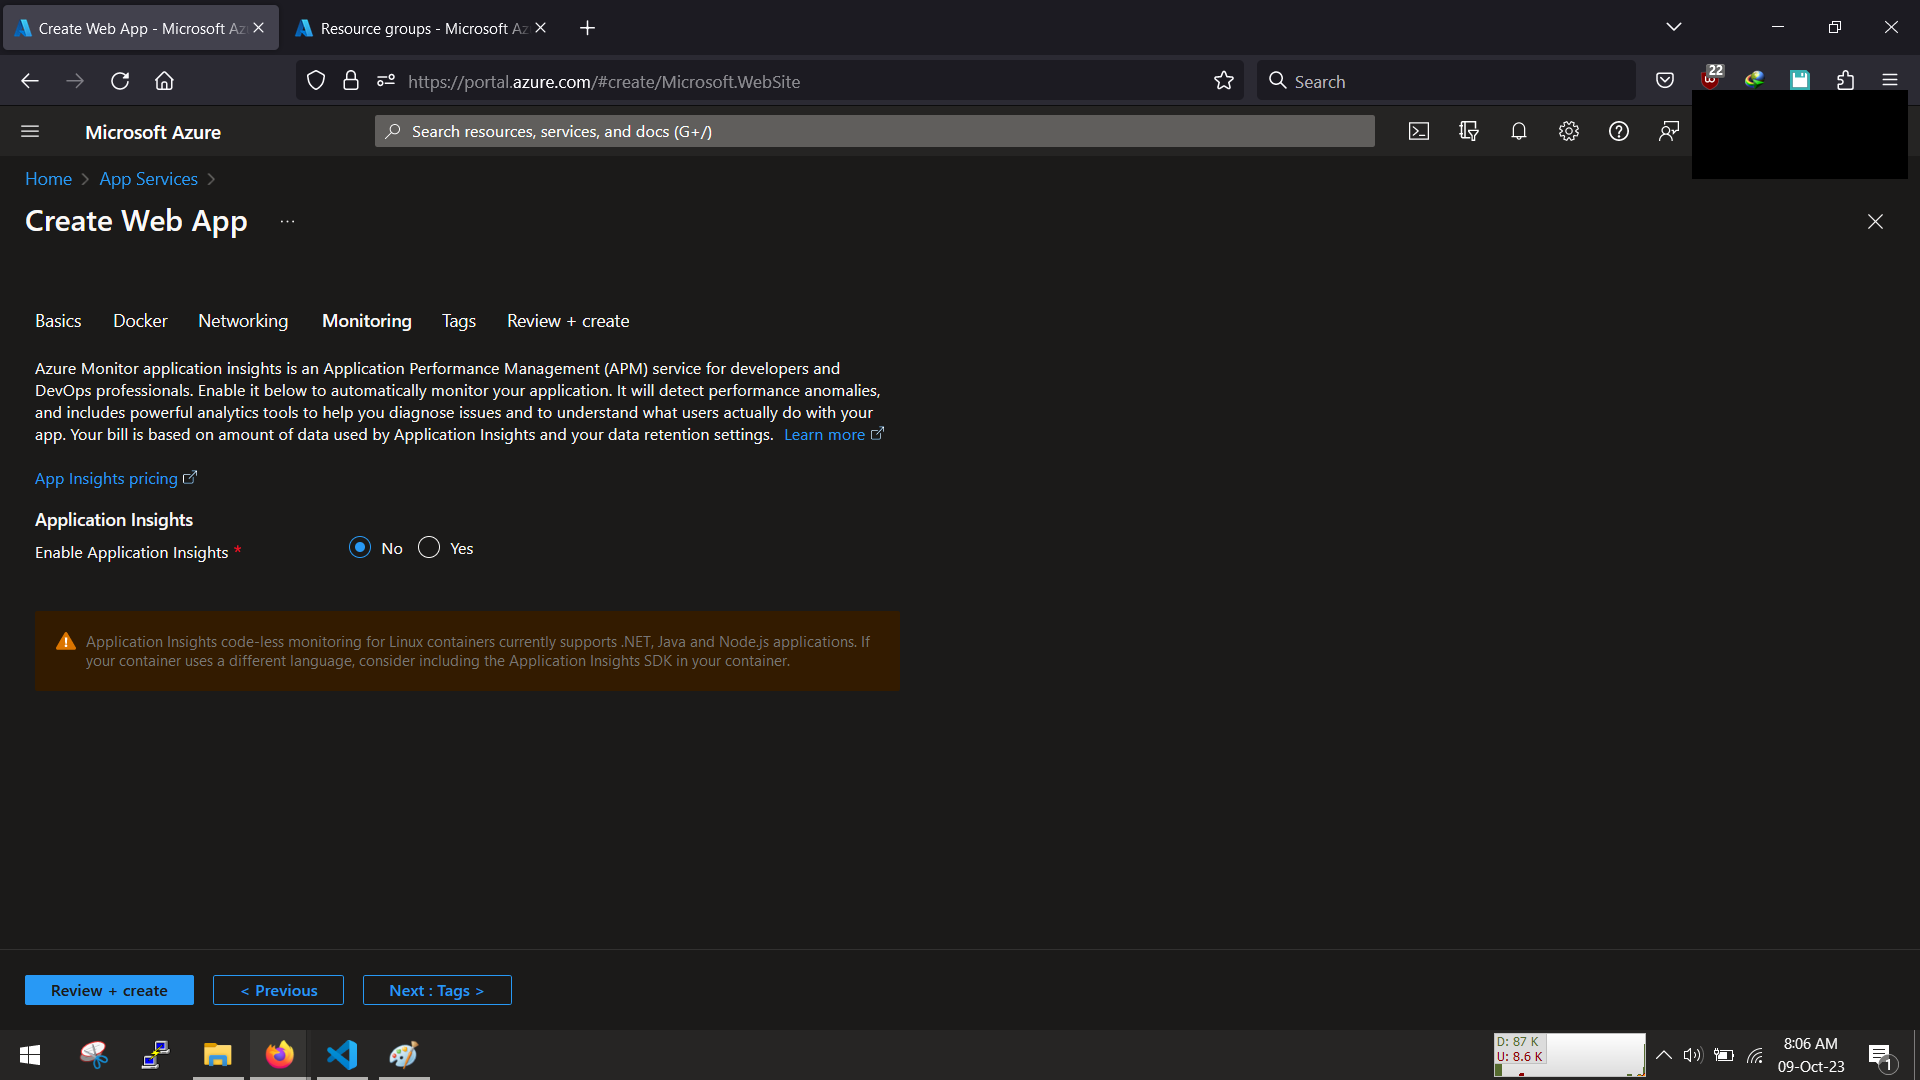 Create Web App - Microsoft Az
Resource groups - Microsoft Az
https://portal.azure.com/#create/Microsoft.WebSite
Search
22
Microsoft Azure
Search resources, services, and docs (G+/)
Home
App Services
Create Web App
...
Basics
Docker
Networking
Monitoring
Tags
Review + create
Azure Monitor application insights is an Application Performance Management (APM) service for developers and
DevOps professionals. Enable it below to automatically monitor your application. It will detect performance anomalies,
and includes powerful analytics tools to help you diagnose issues and to understand what users actually do with your
app. Your bill is based on amount of data used by Application Insights and your data retention settings. Learn more
App Insights pricing
Application Insights
Enable Application Insights *
No
Yes
Application Insights code-less monitoring for Linux containers currently supports .NET, Java and Node.js applications. If
your container uses a different language, consider including the Application Insights SDK in your container.
Review + create
< Previous
Next : Tags >
D: 87 K
U: 8.6 K
8:06 AM
09-Oct-23
1